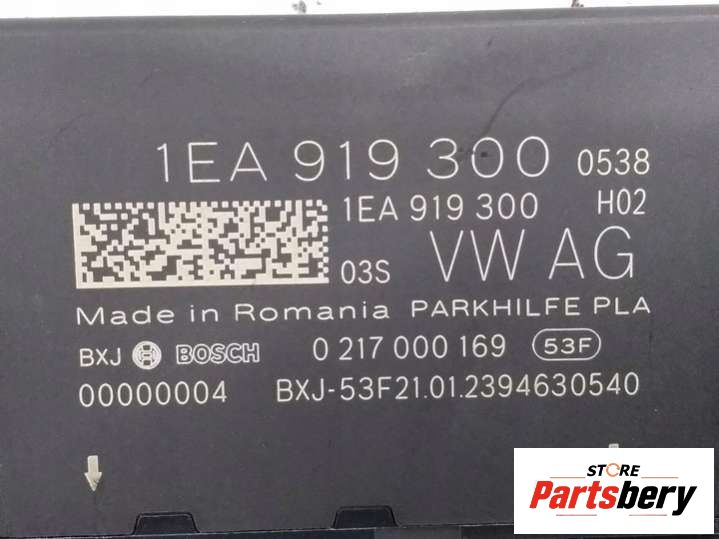 1EA 919 300 0538
1EA 919 300 H02
03S VW AG
Made in Romania PARKHILFE PLA
BXJ BOSCH 0 217 000 169 53F
00000004 BXJ-53F21.01.2394630540
STORE
Partsbery